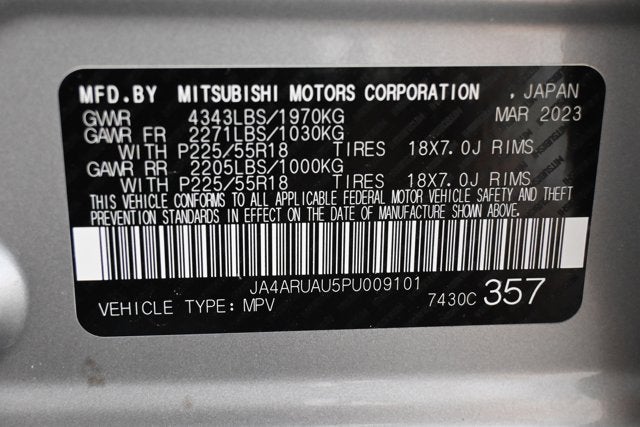 MFD.BY MITSUBISHI MOTORS CORPORATION , JAPAN
GVWR 4343LBS/1970KG MAR 2023
GAWR FR 2271LBS/1030KG
WITH P225/55R18 TIRES 18X7.0J RIMS
GAWR RR 2205LBS/1000KG
WITH P225/55R18 TIRES 18X7.0J RIMS
THIS VEHICLE CONFORMS TO ALL APPLICABLE FEDERAL MOTOR VEHICLE SAFETY AND THEFT
PREVENTION STANDARDS IN EFFECT ON THE DATE OF MANUFACTURE SHOWN ABOVE.
JA4ARUAU5PU009101
VEHICLE TYPE: MPV 7430C 357